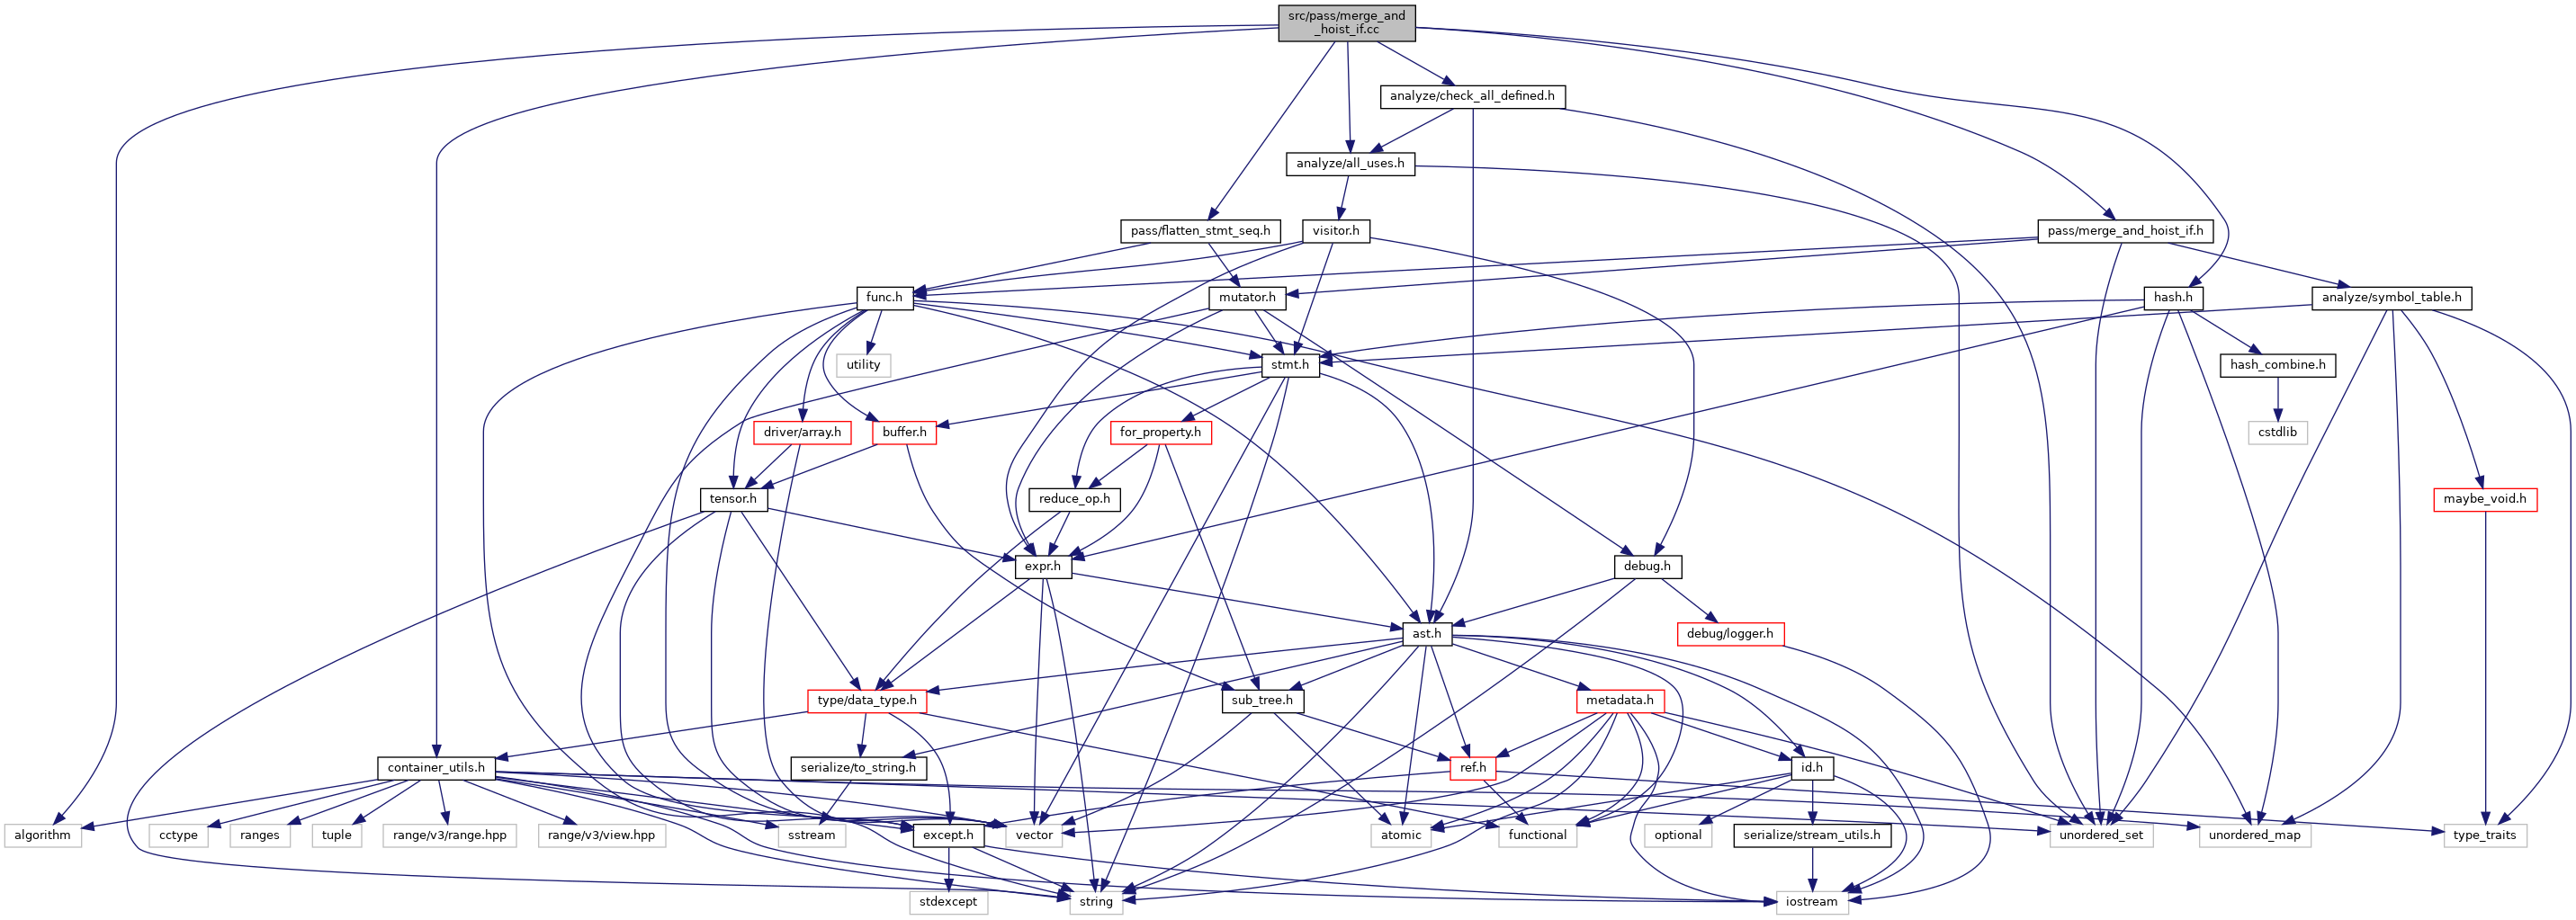 src/pass/merge_and
_hoist_if.cc
analyze/check_all_defined.h
analyze/all_uses.h
pass/flatten_stmt_seq.h
visitor.h
pass/merge_and_hoist_if.h
func.h
mutator.h
hash.h
analyze/symbol_table.h
utility
stmt.h
hash_combine.h
driver/array.h
buffer.h
for_property.h
cstdlib
tensor.h
reduce_op.h
maybe_void.h
expr.h
debug.h
ast.h
debug/logger.h
type/data_type.h
sub_tree.h
metadata.h
container_utils.h
serialize/to_string.h
ref.h
id.h
algorithm
cctype
ranges
tuple
range/v3/range.hpp
range/v3/view.hpp
sstream
except.h
vector
atomic
functional
optional
serialize/stream_utils.h
unordered_set
unordered_map
type_traits
stdexcept
string
iostream